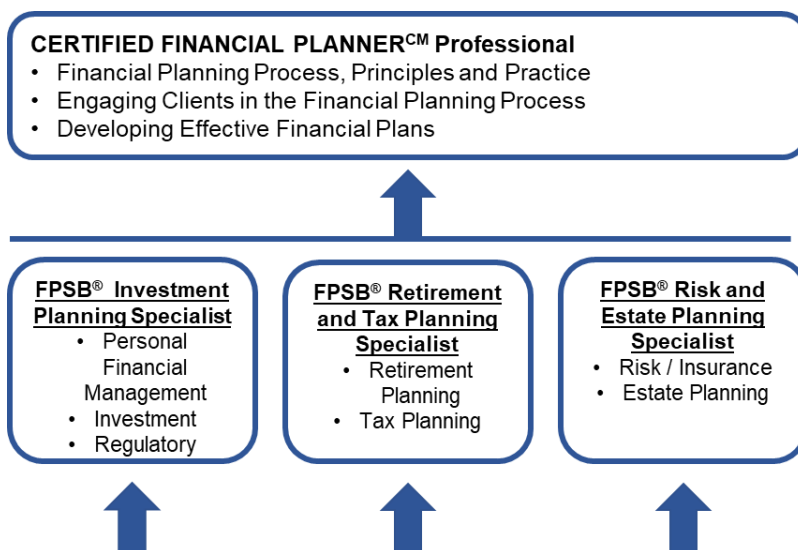 CERTIFIED FINANCIAL PLANNERᶜᴹ Professional
• Financial Planning Process, Principles and Practice
• Engaging Clients in the Financial Planning Process
• Developing Effective Financial Plans
FPSB® Investment
Planning Specialist
• Personal
Financial
Management
• Investment
• Regulatory
FPSB® Retirement
and Tax Planning
Specialist
• Retirement
Planning
• Tax Planning
FPSB® Risk and
Estate Planning
Specialist
• Risk / Insurance
• Estate Planning